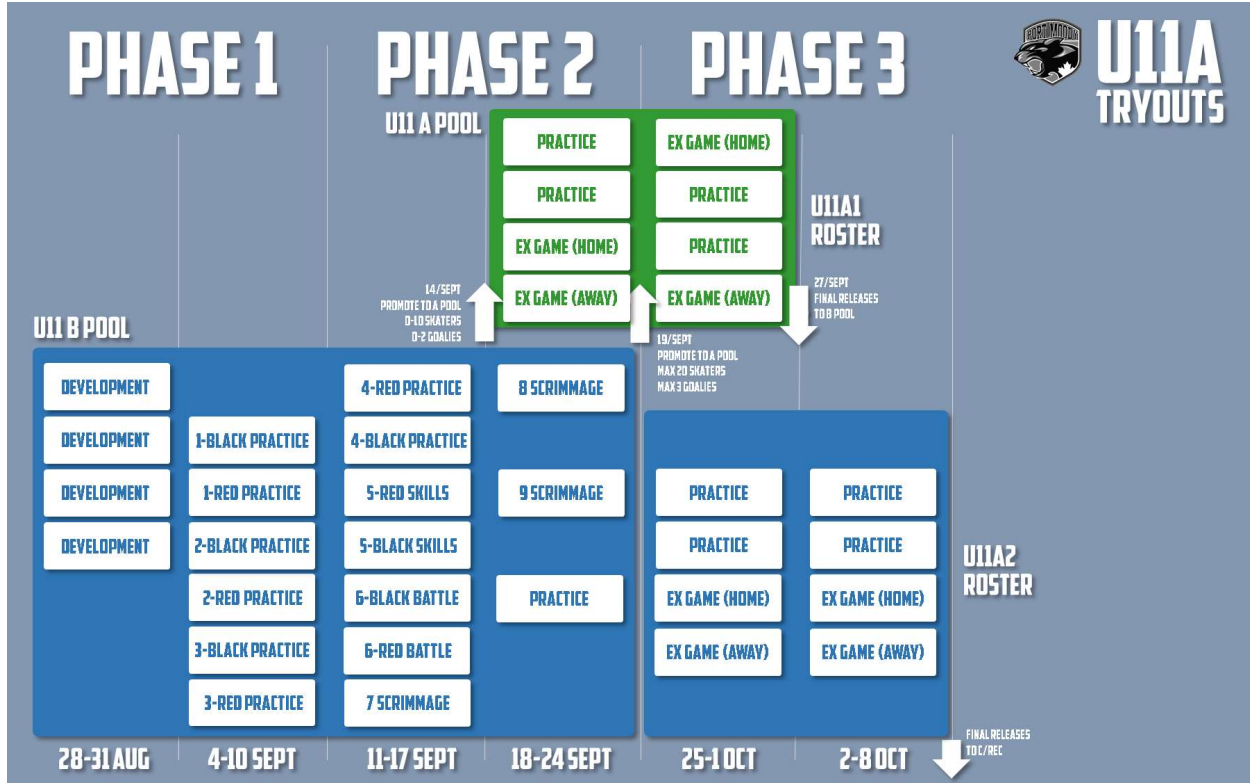 PHASE 1
PHASE 2
PHASE 3
PORT MOODY
U11A
TRYOUTS
U11 A POOL
PRACTICE
PRACTICE
EX GAME (HOME)
EX GAME (AWAY)
EX GAME (HOME)
PRACTICE
PRACTICE
EX GAME (AWAY)
U11A1
ROSTER
14/SEPT
PROMOTE TO A POOL
0-10 SKATERS
0-2 GOALIES
27/SEPT
FINAL RELEASES
TO B POOL
19/SEPT
PROMOTE TO A POOL
MAX 20 SKATERS
MAX 3 GOALIES
U11 B POOL
DEVELOPMENT
DEVELOPMENT
DEVELOPMENT
DEVELOPMENT
1-BLACK PRACTICE
1-RED PRACTICE
2-BLACK PRACTICE
2-RED PRACTICE
3-BLACK PRACTICE
3-RED PRACTICE
4-RED PRACTICE
4-BLACK PRACTICE
5-RED SKILLS
5-BLACK SKILLS
6-BLACK BATTLE
6-RED BATTLE
7 SCRIMMAGE
8 SCRIMMAGE
9 SCRIMMAGE
PRACTICE
PRACTICE
PRACTICE
EX GAME (HOME)
EX GAME (AWAY)
PRACTICE
PRACTICE
EX GAME (HOME)
EX GAME (AWAY)
U11A2
ROSTER
28-31 AUG
4-10 SEPT
11-17 SEPT
18-24 SEPT
25-1 OCT
2-8 OCT
FINAL RELEASES
TO C/REC